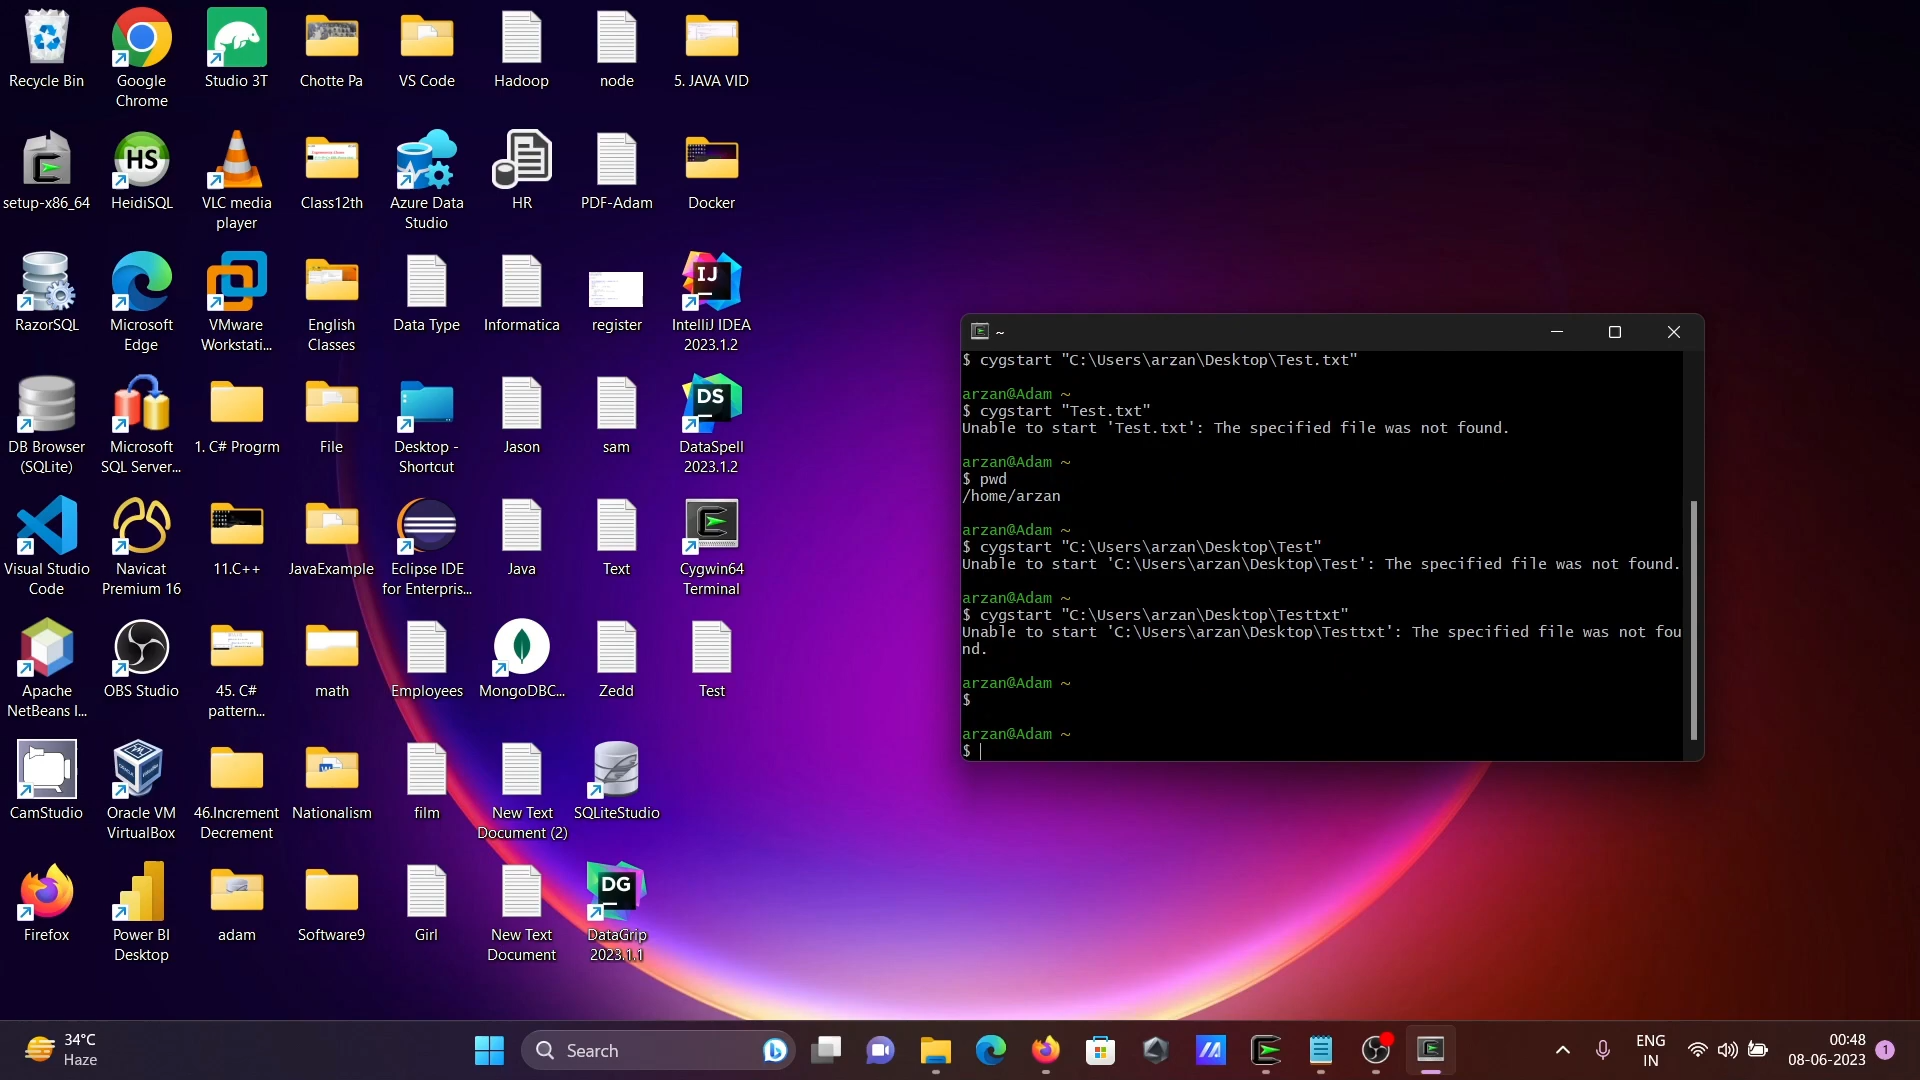 Recycle Bin
Google
Chrome
Studio 3T
Chotte Pa
VS Code
Hadoop
node
5. JAVA VID
setup-x86_64
HS
HeidiSQL
VLC media
player
Class12th
Azure Data
Studio
HR
PDF-Adam
Docker
RazorSQL
Microsoft
Edge
VMware
Workstati...
English
Classes
Data Type
Informatica
register
IJ
IntelliJ IDEA
2023.1.2
DB Browser
(SQLite)
Microsoft
SQL Server...
1. C# Progrm
File
Desktop -
Shortcut
Jason
sam
DS
DataSpell
2023.1.2
Visual Studio
Code
Navicat
Premium 16
11.C++
JavaExample
Eclipse IDE
for Enterpris...
Java
Text
Cygwin64
Terminal
Apache
NetBeans I...
OBS Studio
45. C#
pattern...
math
Employees
MongoDBC...
Zedd
Test
CamStudio
Oracle VM
VirtualBox
46.Increment
Decrement
Nationalism
film
New Text
Document (2)
SQLiteStudio
Firefox
Power BI
Desktop
adam
Software9
Girl
New Text
Document
DG
DataGrip
2023.1.1
~
$ cygstart "C:\Users\arzan\Desktop\Test.txt"
arzan@Adam ~
$ cygstart "Test.txt"
Unable to start 'Test.txt': The specified file was not found.
arzan@Adam ~
$ pwd
/home/arzan
arzan@Adam ~
$ cygstart "C:\Users\arzan\Desktop\Test"
Unable to start 'C:\Users\arzan\Desktop\Test': The specified file was not found.
arzan@Adam ~
$ cygstart "C:\Users\arzan\Desktop\Testtxt"
Unable to start 'C:\Users\arzan\Desktop\Testtxt': The specified file was not fou
nd.
arzan@Adam ~
$
arzan@Adam ~
$
34°C
Haze
Search
ENG
IN
00:48
08-06-2023
1